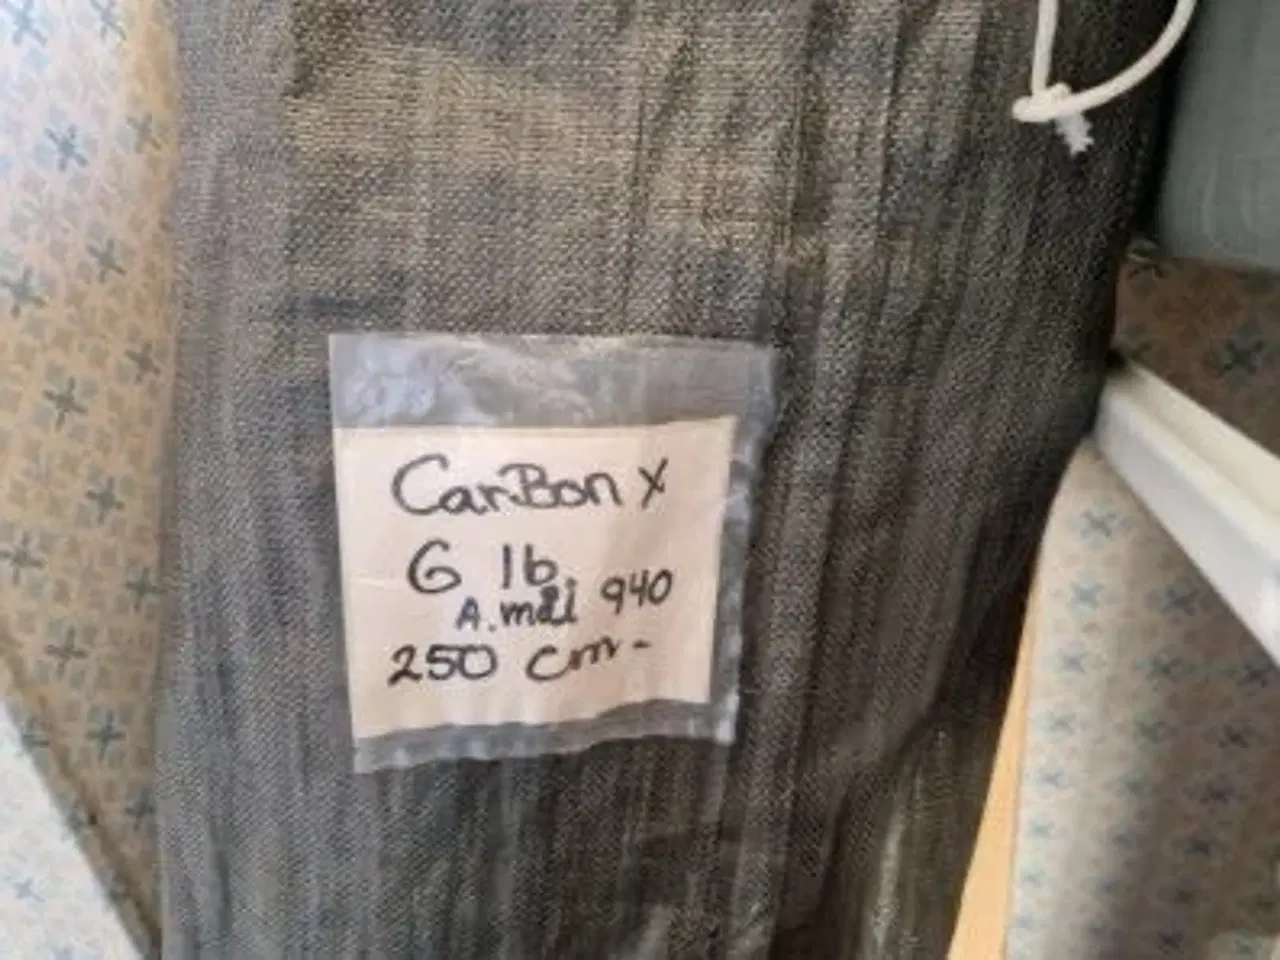 CarBon X
6 lb
A.mål 940
250 cm-